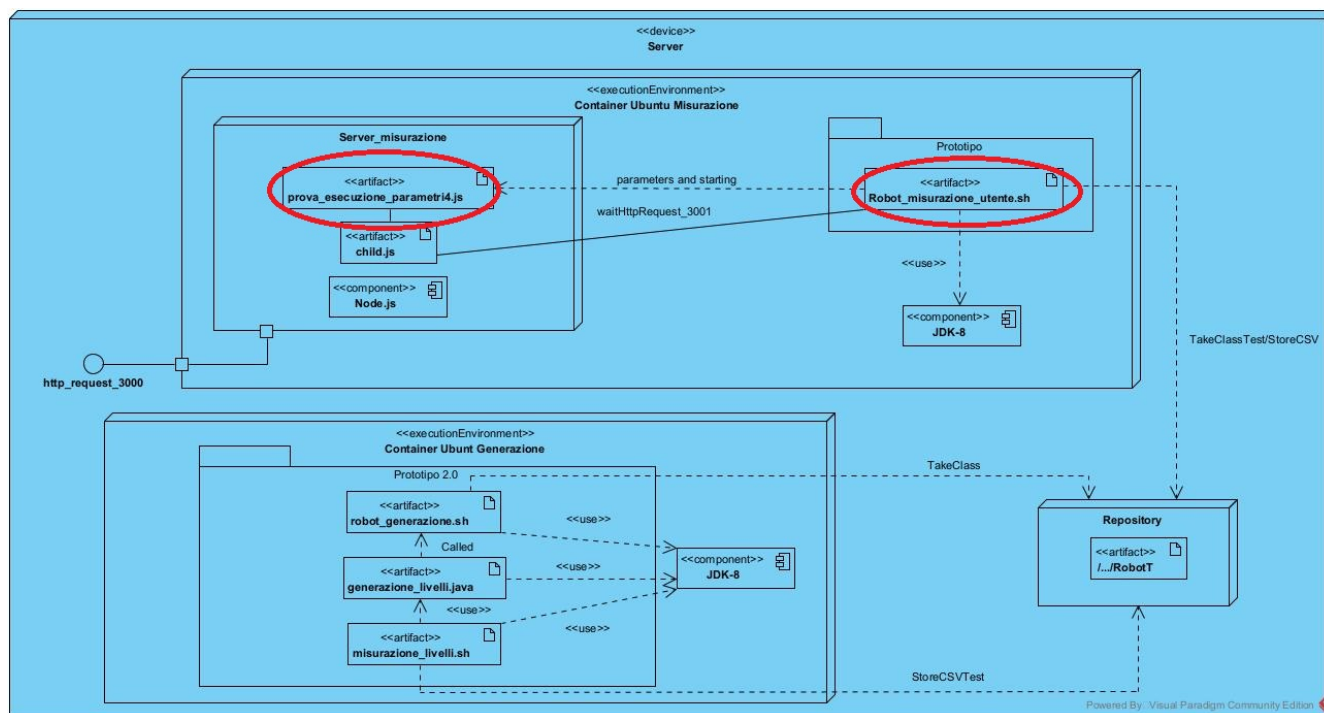 <<device>>
Server
<<executionEnvironment>>
Container Ubuntu Misurazione
Server_misurazione
<<artifact>>
prova_esecuzione_parametri4.js
<<artifact>>
child.js
<<component>>
Node.js
parameters and starting
waitHttpRequest_3001
Prototipo
<<artifact>>
Robot_misurazione_utente.sh
<<use>>
<<component>>
JDK-8
TakeClassTest/StoreCSV
http_request_3000
<<executionEnvironment>>
Container Ubunt Generazione
Prototipo 2.0
<<artifact>>
robot_generazione.sh
Called
<<artifact>>
generazione_livelli.java
<<use>>
<<artifact>>
misurazione_livelli.sh
<<use>>
<<use>>
<<use>>
<<component>>
JDK-8
TakeClass
Repository
<<artifact>>
/.../RobotT
StoreCSVTest
Powered By: Visual Paradigm Community Edition